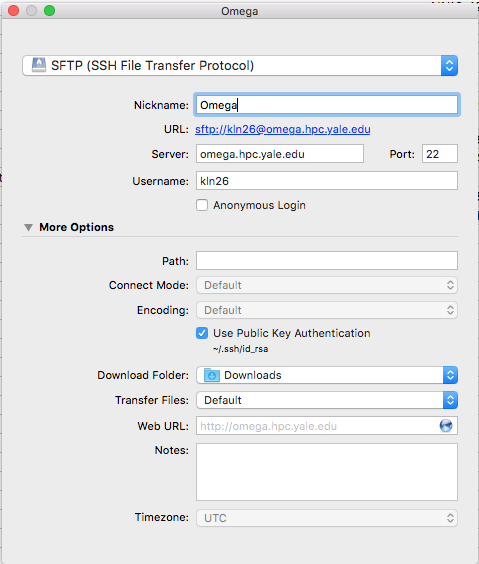 Omega
SFTP (SSH File Transfer Protocol)
Nickname: Omega
URL: sftp://kln26@omega.hpc.yale.edu
Server: omega.hpc.yale.edu Port: 22
Username: kln26
Anonymous Login
More Options
Path:
Connect Mode: Default
Encoding: Default
Use Public Key Authentication
~/.ssh/id_rsa
Download Folder: Downloads
Transfer Files: Default
Web URL: http://omega.hpc.yale.edu
Notes:
Timezone: UTC